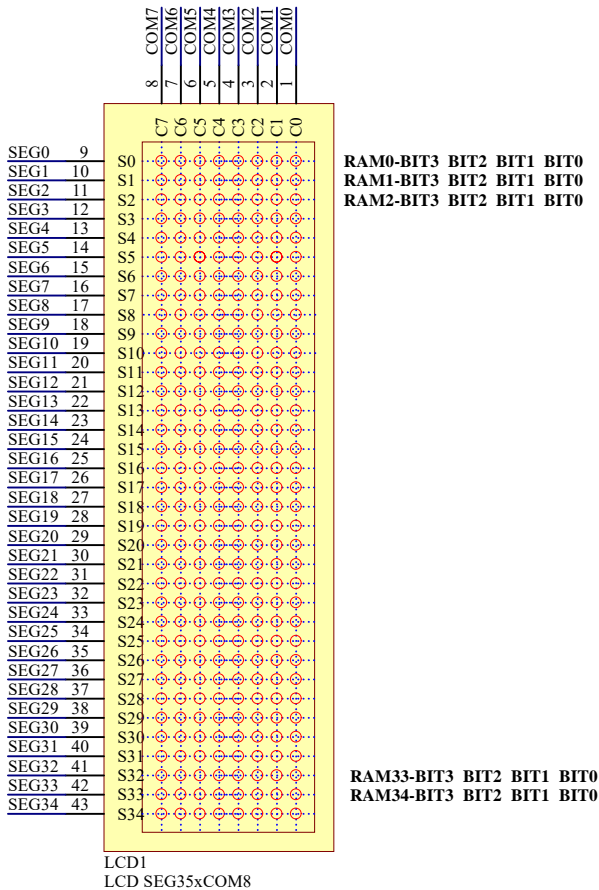 COM7 COM6 COM5 COM4 COM3 COM2 COM1 COM0
8 7 6 5 4 3 2 1
C7 C6 C5 C4 C3 C2 C1 C0
SEG0 9 S0 RAM0-BIT3 BIT2 BIT1 BIT0
SEG1 10 S1 RAM1-BIT3 BIT2 BIT1 BIT0
SEG2 11 S2 RAM2-BIT3 BIT2 BIT1 BIT0
SEG3 12 S3
SEG4 13 S4
SEG5 14 S5
SEG6 15 S6
SEG7 16 S7
SEG8 17 S8
SEG9 18 S9
SEG10 19 S10
SEG11 20 S11
SEG12 21 S12
SEG13 22 S13
SEG14 23 S14
SEG15 24 S15
SEG16 25 S16
SEG17 26 S17
SEG18 27 S18
SEG19 28 S19
SEG20 29 S20
SEG21 30 S21
SEG22 31 S22
SEG23 32 S23
SEG24 33 S24
SEG25 34 S25
SEG26 35 S26
SEG27 36 S27
SEG28 37 S28
SEG29 38 S29
SEG30 39 S30
SEG31 40 S31
SEG32 41 S32 RAM33-BIT3 BIT2 BIT1 BIT0
SEG33 42 S33 RAM34-BIT3 BIT2 BIT1 BIT0
SEG34 43 S34
LCD1
LCD SEG35xCOM8